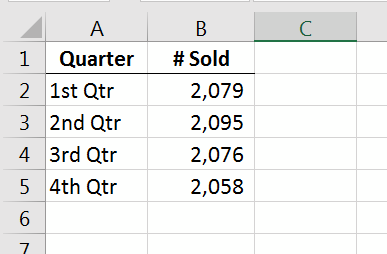 A B C
1 Quarter # Sold
2 1st Qtr 2,079
3 2nd Qtr 2,095
4 3rd Qtr 2,076
5 4th Qtr 2,058
6
7